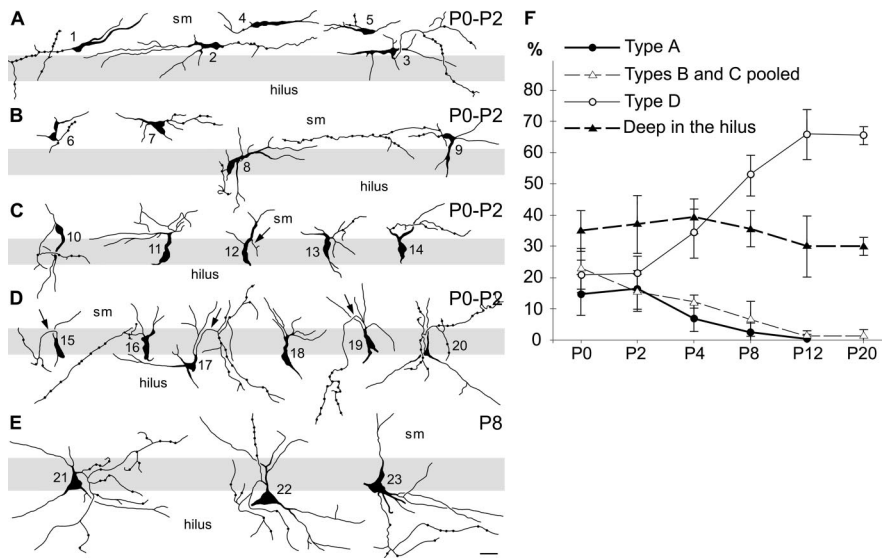 A sm P0-P2
1 2 3 4 5
hilus
B sm P0-P2
6 7 8 9
hilus
C sm P0-P2
10 11 12 13 14
hilus
D sm P0-P2
15 16 17 18 19 20
hilus
E P8
sm
21 22 23
hilus
F
%
Type A
Types B and C pooled
Type D
Deep in the hilus
80
70
60
50
40
30
20
10
0
P0 P2 P4 P8 P12 P20